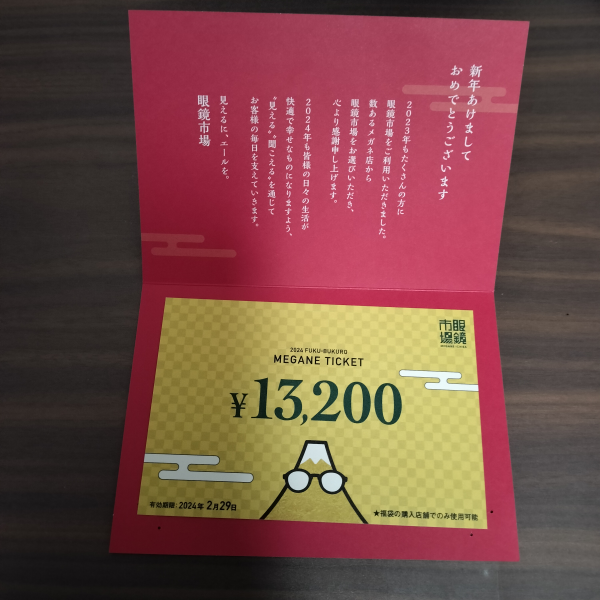 新年あけまして
おめでとうございます
2023年もたくさんの方に
眼鏡市場をご利用いただきました。
数あるメガネ店から
眼鏡市場をお選びいただき、
心より感謝申し上げます。
2024年も皆様の日々の生活が
快適で幸せなものになりますよう、
“見える”“聞こえる”を通じて
お客様の毎日を支えていきます。
見えるに、エールを。
眼鏡市場
眼鏡
市場
2024 FUKU-BUKURO
MEGANE TICKET
¥13,200
有効期限:2024年 2月29日
★福袋の購入店舗でのみ使用可能